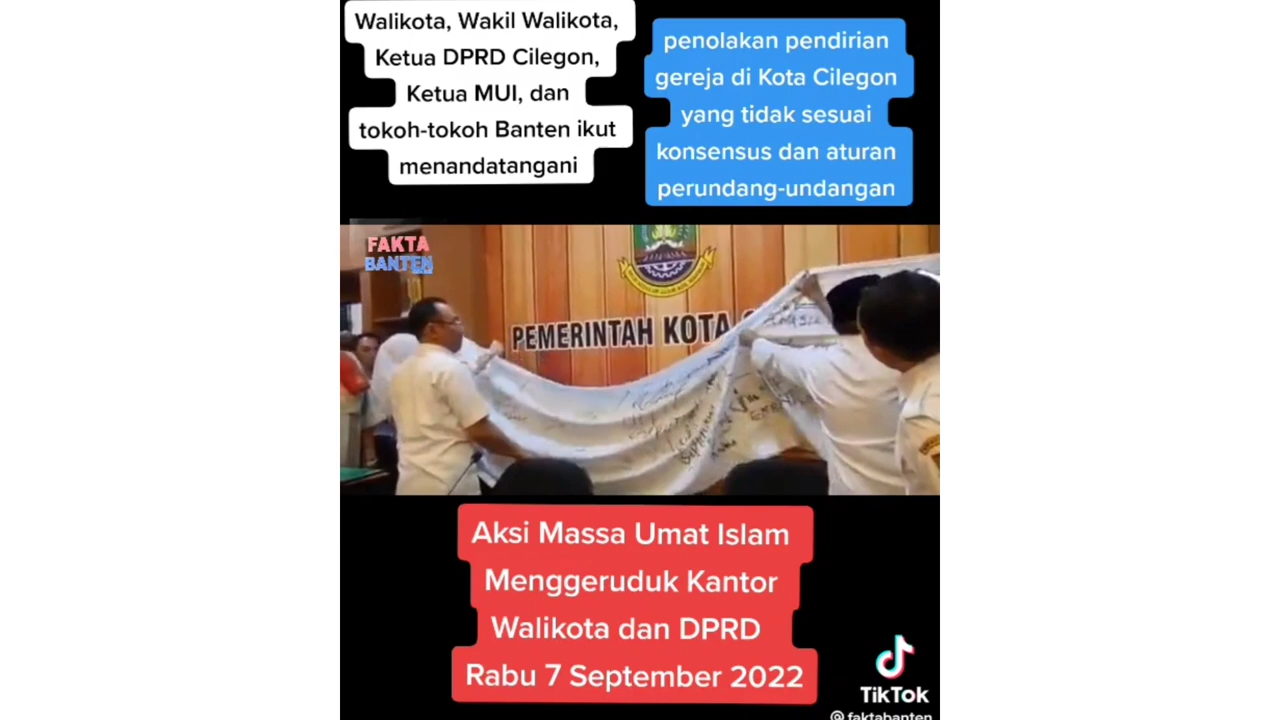 Walikota, Wakil Walikota,
Ketua DPRD Cilegon,
Ketua MUI, dan
tokoh-tokoh Banten ikut
menandatangani
penolakan pendirian
gereja di Kota Cilegon
yang tidak sesuai
konsensus dan aturan
perundang-undangan
FAKTA
BANTEN
PEMERINTAH KOTA
Aksi Massa Umat Islam
Menggeruduk Kantor
Walikota dan DPRD
Rabu 7 September 2022
TikTok
@faktabanten